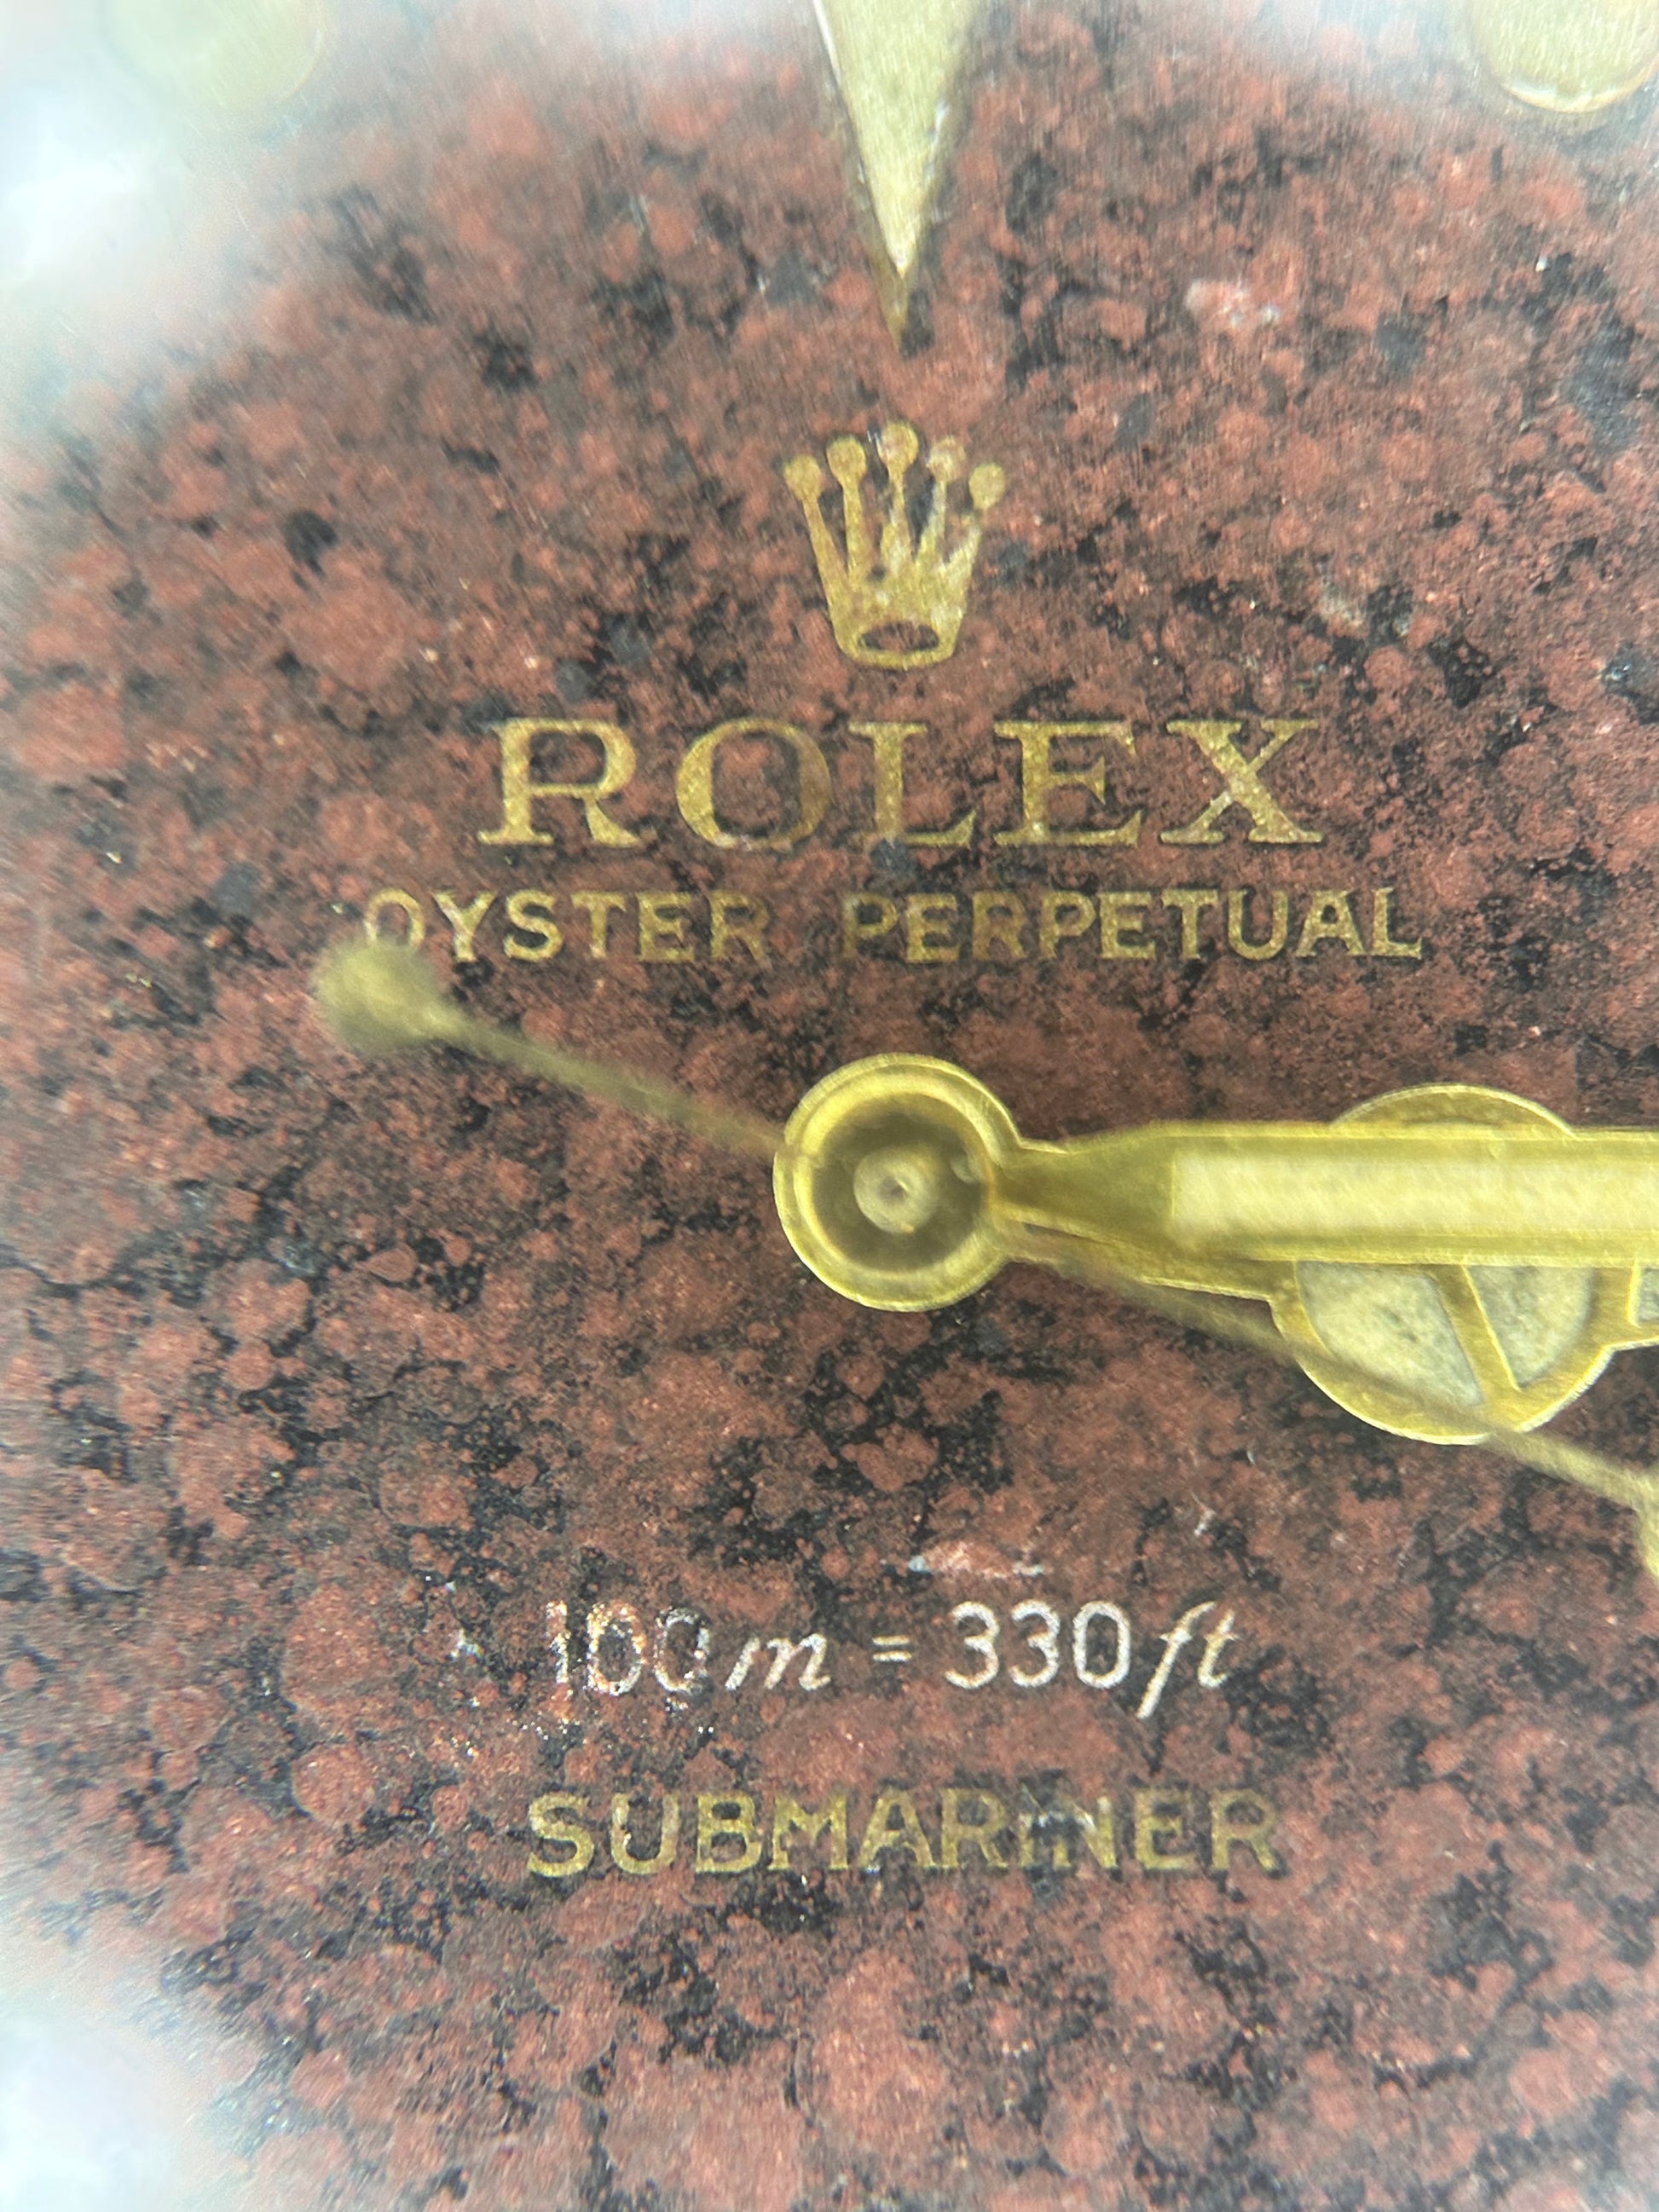 ROLEX
OYSTER PERPETUAL
100m = 330ft
SUBMARINER